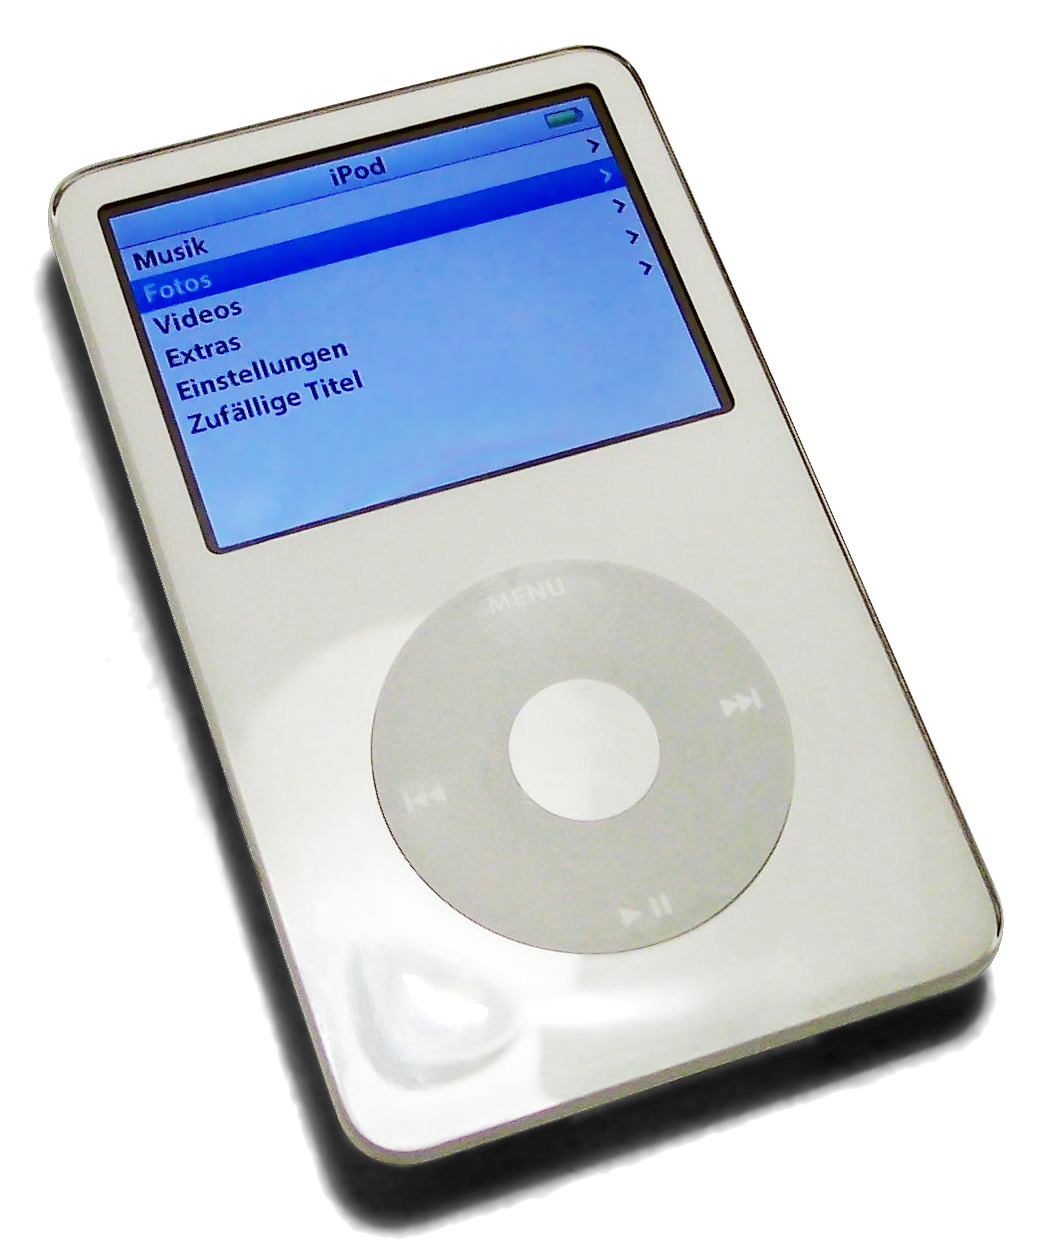 iPod
Musik
Fotos
Videos
Extras
Einstellungen
Zufällige Titel
MENU